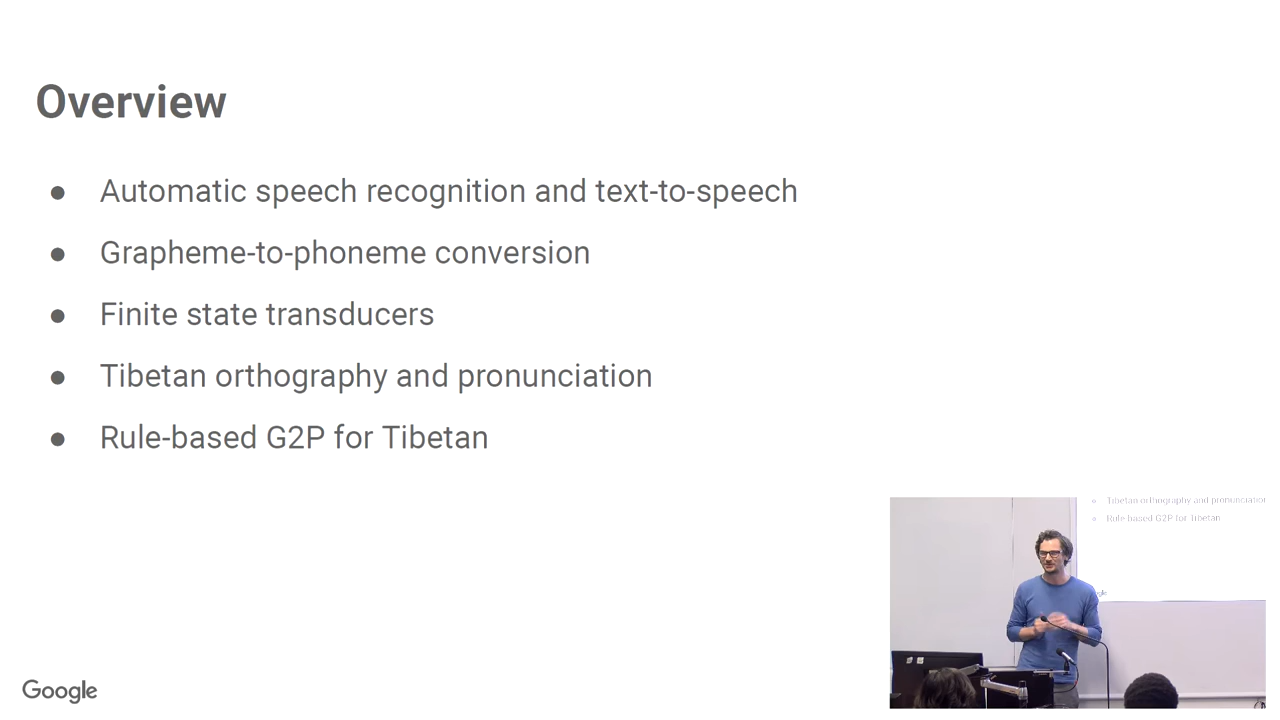 Overview
● Automatic speech recognition and text-to-speech
● Grapheme-to-phoneme conversion
● Finite state transducers
● Tibetan orthography and pronunciation
● Rule-based G2P for Tibetan
Tibetan orthography and pronunciation
Rule-based G2P for Tibetan
Google